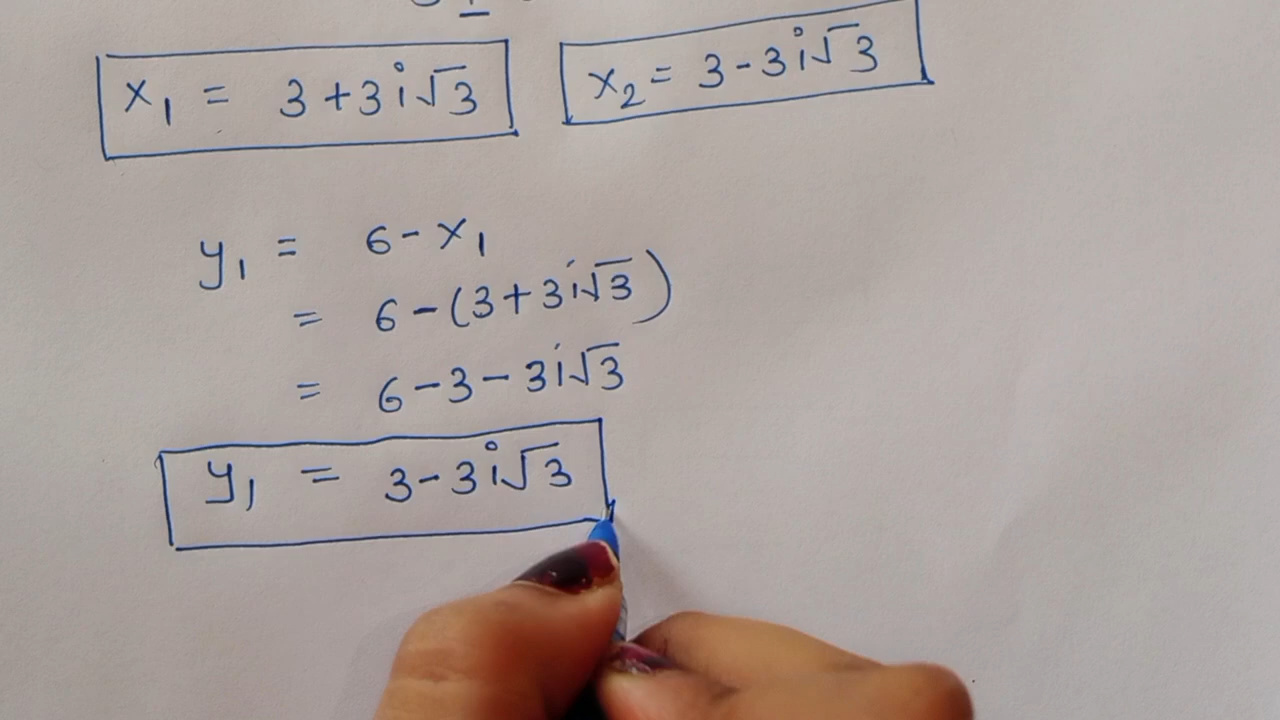 x₁ = 3+3i√3 x₂ = 3-3i√3
y₁ = 6-x₁
= 6-(3+3i√3)
= 6-3-3i√3
y₁ = 3-3i√3